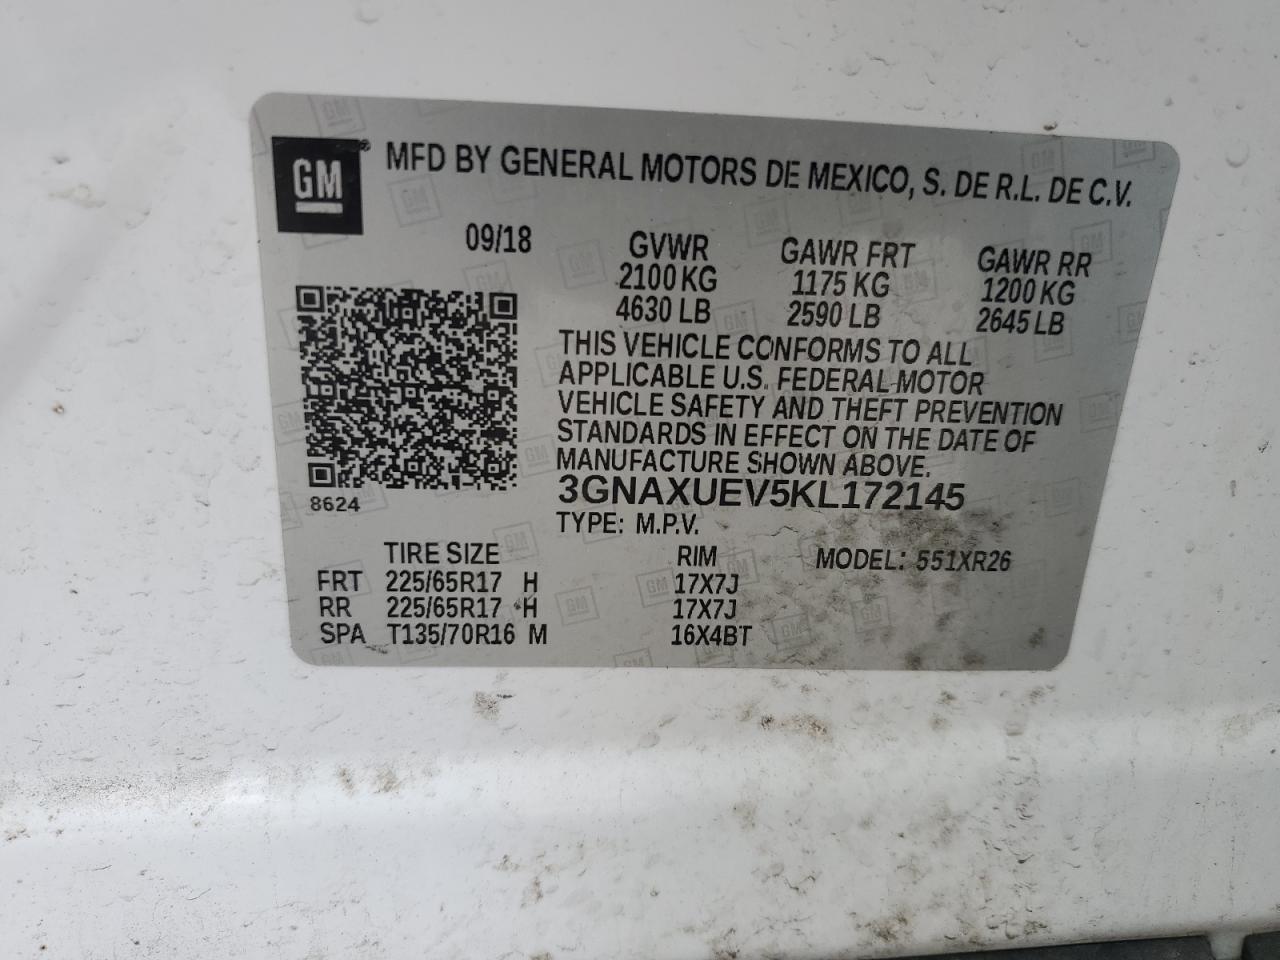 GM® MFD BY GENERAL MOTORS DE MEXICO, S. DE R.L. DE C.V.
09/18 GVWR GAWR FRT GAWR RR
2100 KG 1175 KG 1200 KG
4630 LB 2590 LB 2645 LB
THIS VEHICLE CONFORMS TO ALL
APPLICABLE U.S. FEDERAL MOTOR
VEHICLE SAFETY AND THEFT PREVENTION
STANDARDS IN EFFECT ON THE DATE OF
MANUFACTURE SHOWN ABOVE.
3GNAXUEV5KL172145
8624
TYPE: M.P.V.
TIRE SIZE RIM MODEL: 551XR26
FRT 225/65R17 H 17X7J
RR 225/65R17 H 17X7J
SPA T135/70R16 M 16X4BT